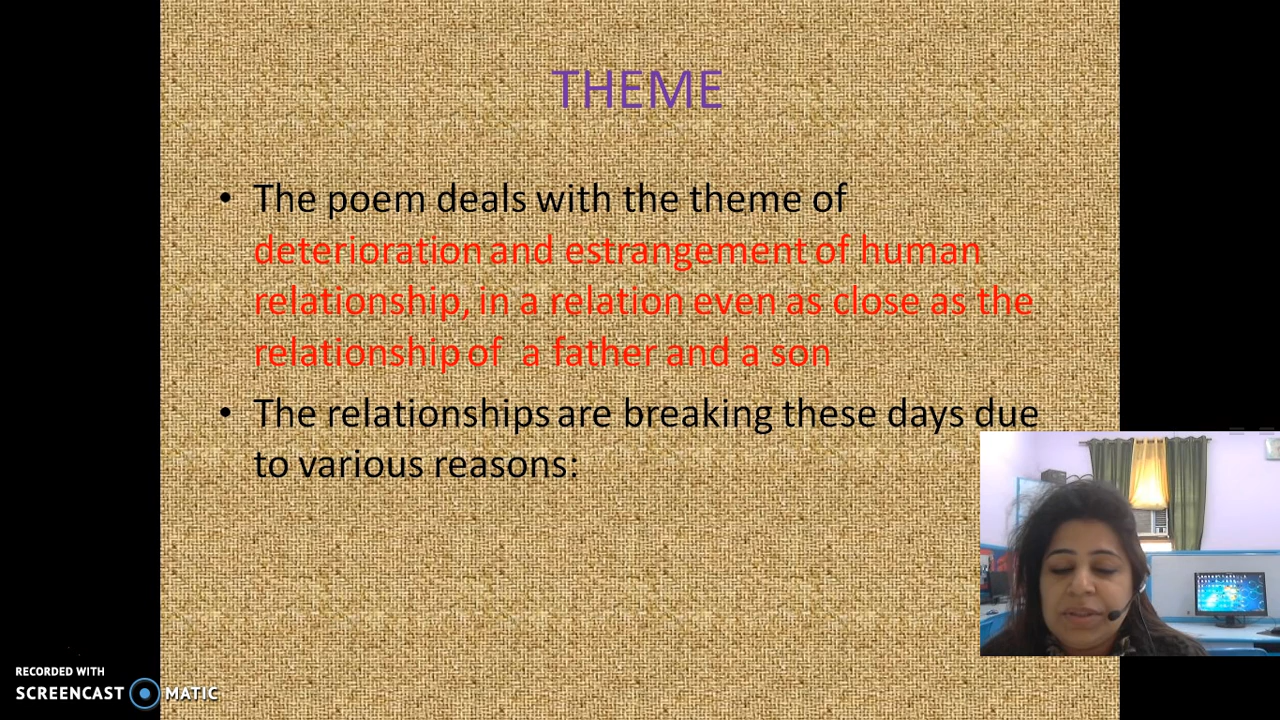 THEME
• The poem deals with the theme of
deterioration and estrangement of human
relationship, in a relation even as close as the
relationship of a father and a son
• The relationships are breaking these days due
to various reasons:
RECORDED WITH
SCREENCAST MATIC